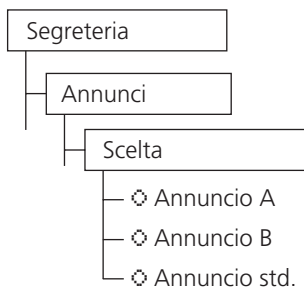 Segreteria
Annunci
Scelta
Annuncio A
Annuncio B
Annuncio std.